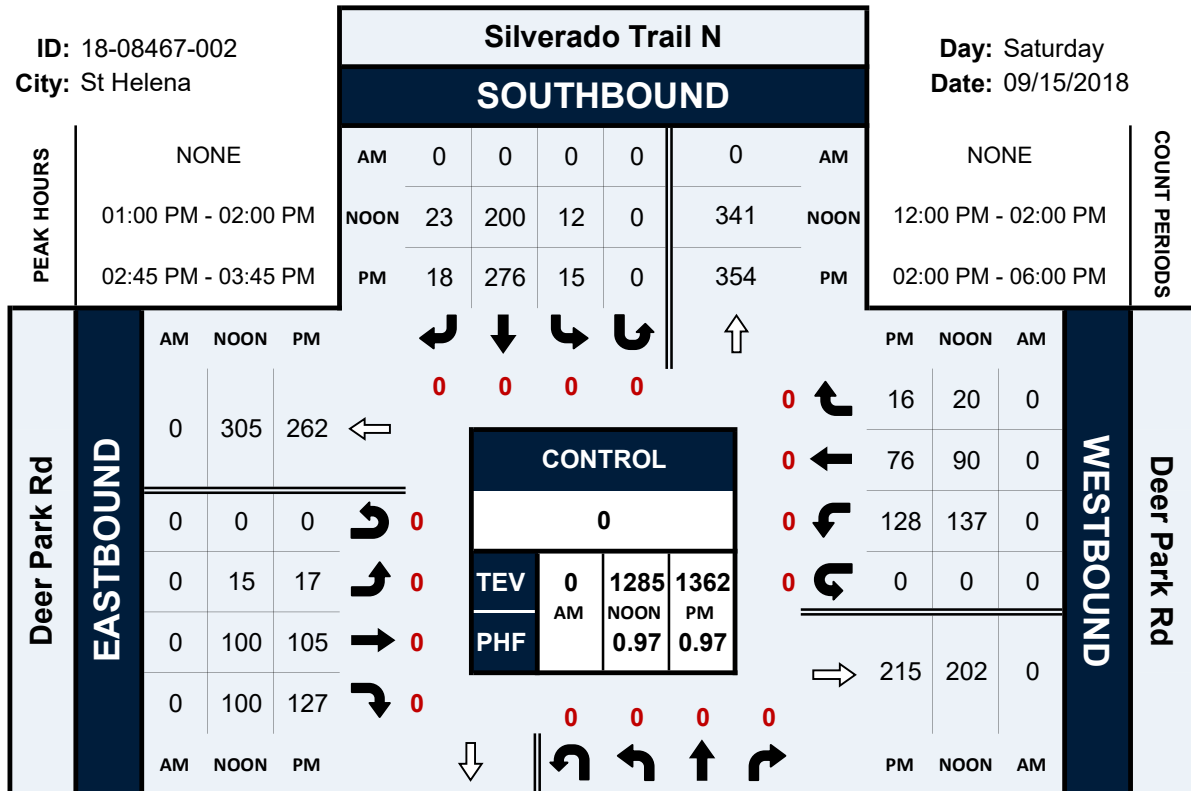 Silverado Trail N
SOUTHBOUND
ID: 18-08467-002
City: St Helena
Day: Saturday
Date: 09/15/2018
PEAK HOURS
NONE
01:00 PM - 02:00 PM
02:45 PM - 03:45 PM
AM 0 0 0 0 0 AM
NOON 23 200 12 0 341 NOON
PM 18 276 15 0 354 PM
NONE
12:00 PM - 02:00 PM
02:00 PM - 06:00 PM
COUNT PERIODS
0 0 0 0
Deer Park Rd
EASTBOUND
AM NOON PM
0 305 262
0 0 0 0
0 15 17 0
0 100 105 0
0 100 127 0
AM NOON PM
CONTROL
0
TEV 0 1285 1362
AM NOON PM
PHF 0.97 0.97
PM NOON AM
0 16 20 0
0 76 90 0
0 128 137 0
0 0 0 0
215 202 0
PM NOON AM
WESTBOUND
Deer Park Rd
0 0 0 0